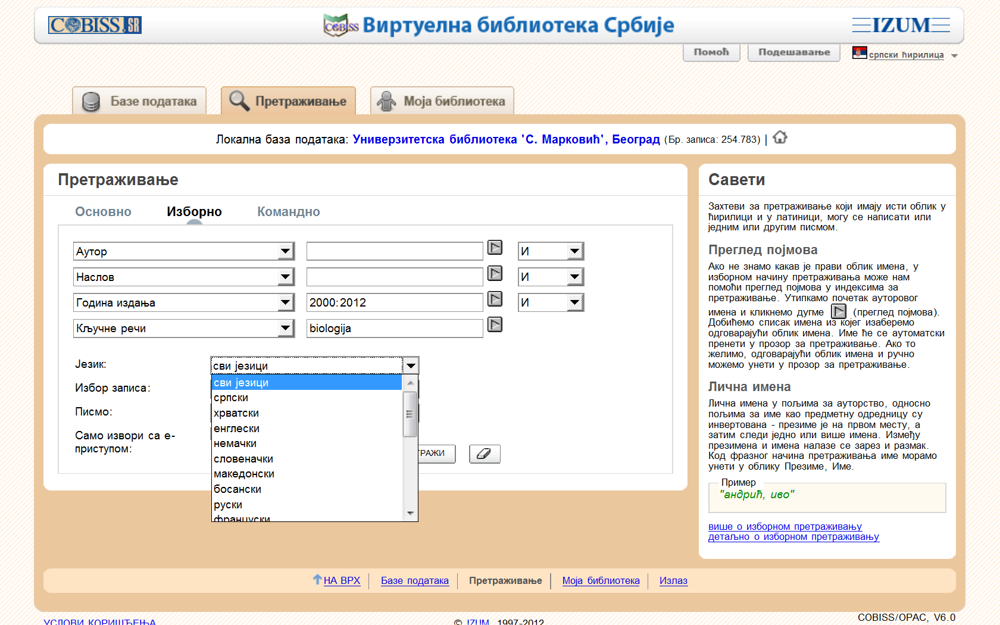 COBISS.SR
COBISS Виртуелна библиотека Србије
IZUM
Помоћ
Подешавање
српски ћирилица
Базе података
Претраживање
Моја библиотека
Локална база података: Универзитетска библиотека 'С. Марковић', Београд (Бр. записа: 254.783) |
Претраживање
Основно
Изборно
Командно
Аутор
И
Наслов
И
Година издања
2000:2012
И
Кључне речи
biologija
Језик:
сви језици
сви језици
српски
хрватски
енглески
немачки
словеначки
македонски
босански
руски
француски
Избор записа:
Писмо:
Само извори са е-
приступом:
ТРАЖИ
Савети
Захтеви за претраживање који имају исти облик у
ћирилици и у латиници, могу се написати или
једним или другим писмом.
Преглед појмова
Ако не знамо какав је прави облик имена, у
изборном начину претраживања може нам
помоћи преглед појмова у индексима за
претраживање. Утипкамо почетак ауторовог
имена и кликнемо дугме (преглед појмова).
Добићемо списак имена из којег изаберемо
одговарајући облик имена. Име ће се аутоматски
пренети у прозор за претраживање. Ако то
желимо, одговарајући облик имена и ручно
можемо унети у прозор за претраживање.
Лична имена
Лична имена у пољима за ауторство, односно
пољима за име као предметну одредницу су
инвертована - презиме је на првом месту, а
затим следи једно или више имена. Између
презимена и имена налазе се зарез и размак.
Код фразног начина претраживања име морамо
унети у облику Презиме, Име.
Пример
"андрић, иво"
више о изборном претраживању
детаљно о изборном претраживању
НА ВРХ
Базе података
Претраживање
Моја библиотека
Излаз
COBISS/OPAC, V6.0
УСЛОВИ КОРИШЋЕЊА
© IZUM, 1997-2012